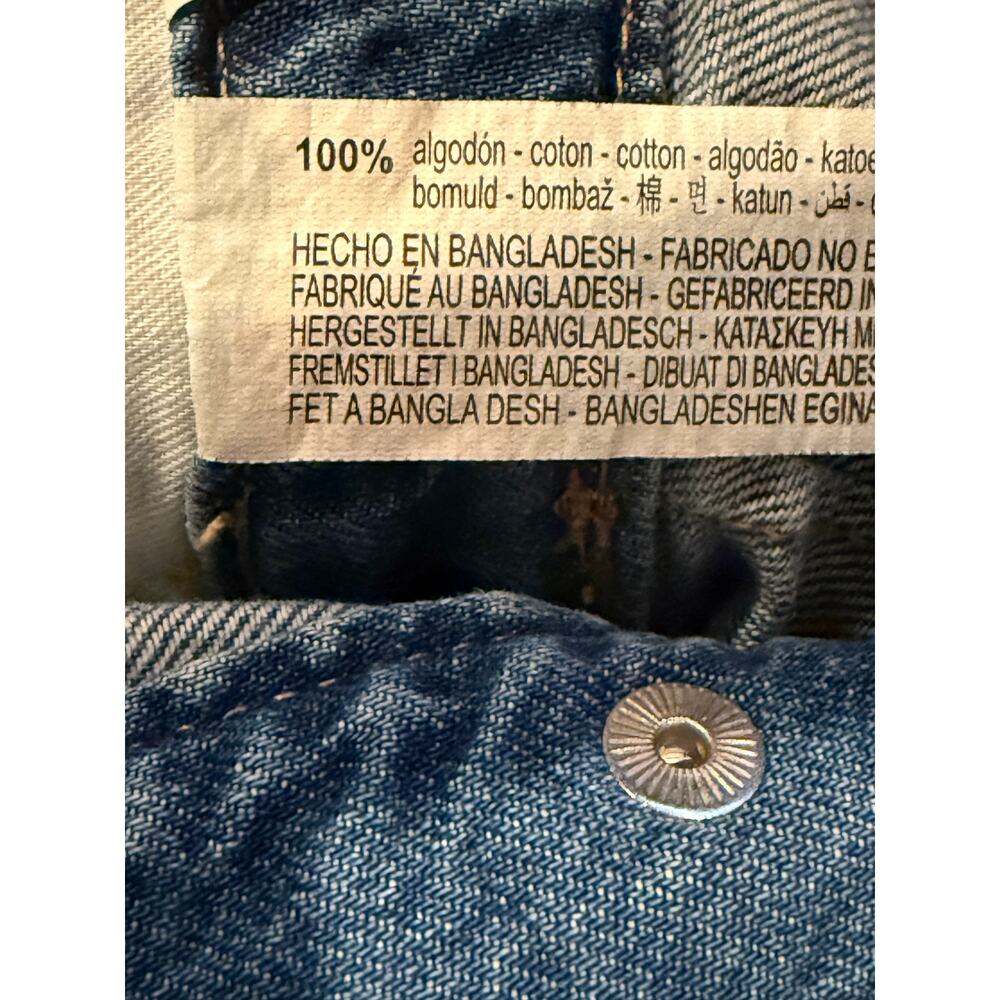 100% algodón - coton - cotton - algodão - katoe
bomuld - bombaž - 棉 - 면 - katun - قطن -
HECHO EN BANGLADESH - FABRICADO NO
FABRIQUÉ AU BANGLADESH - GEFABRICEERD IN
HERGESTELLT IN BANGLADESCH - ΚΑΤΑΣΚΕΥΗ
FREMSTILLET I BANGLADESH - DIBUAT DI BANGLADES
FET A BANGLA DESH - BANGLADESHEN EGINA